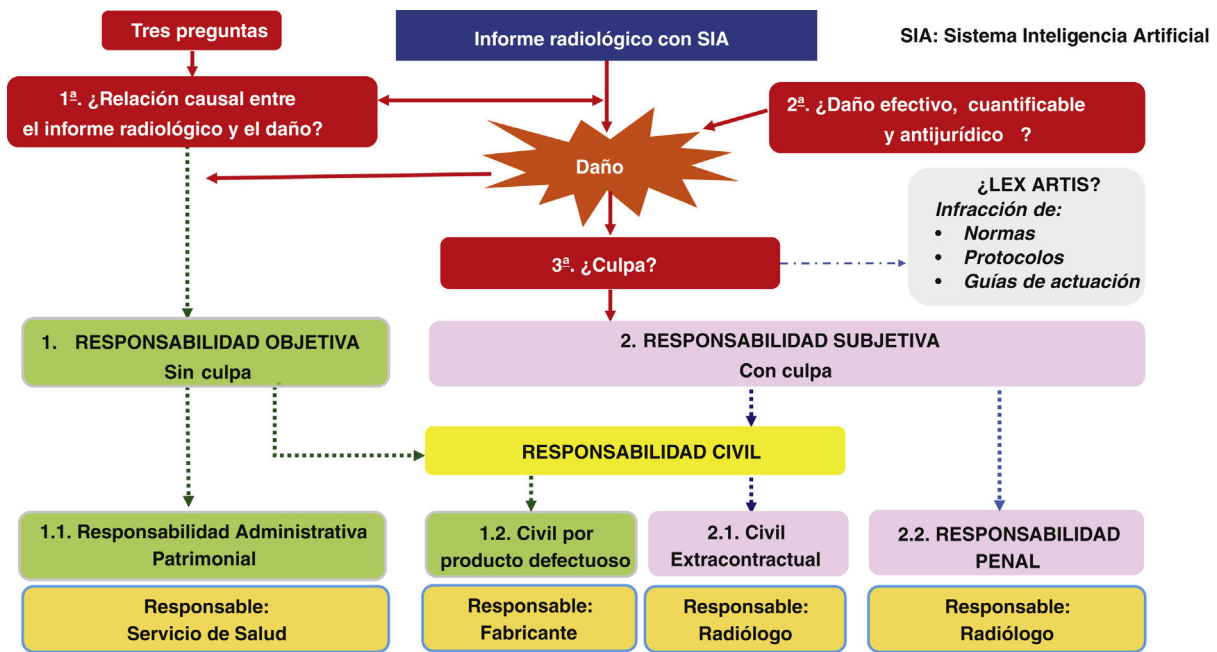 Tres preguntas
Informe radiológico con SIA
SIA: Sistema Inteligencia Artificial
1ª. ¿Relación causal entre
el informe radiológico y el daño?
2ª. ¿Daño efectivo, cuantificable
y antijurídico ?
Daño
¿LEX ARTIS?
Infracción de:
• Normas
• Protocolos
• Guías de actuación
3ª. ¿Culpa?
1. RESPONSABILIDAD OBJETIVA
Sin culpa
2. RESPONSABILIDAD SUBJETIVA
Con culpa
RESPONSABILIDAD CIVIL
1.1. Responsabilidad Administrativa
Patrimonial
1.2. Civil por
producto defectuoso
2.1. Civil
Extracontractual
2.2. RESPONSABILIDAD
PENAL
Responsable:
Servicio de Salud
Responsable:
Fabricante
Responsable:
Radiólogo
Responsable:
Radiólogo